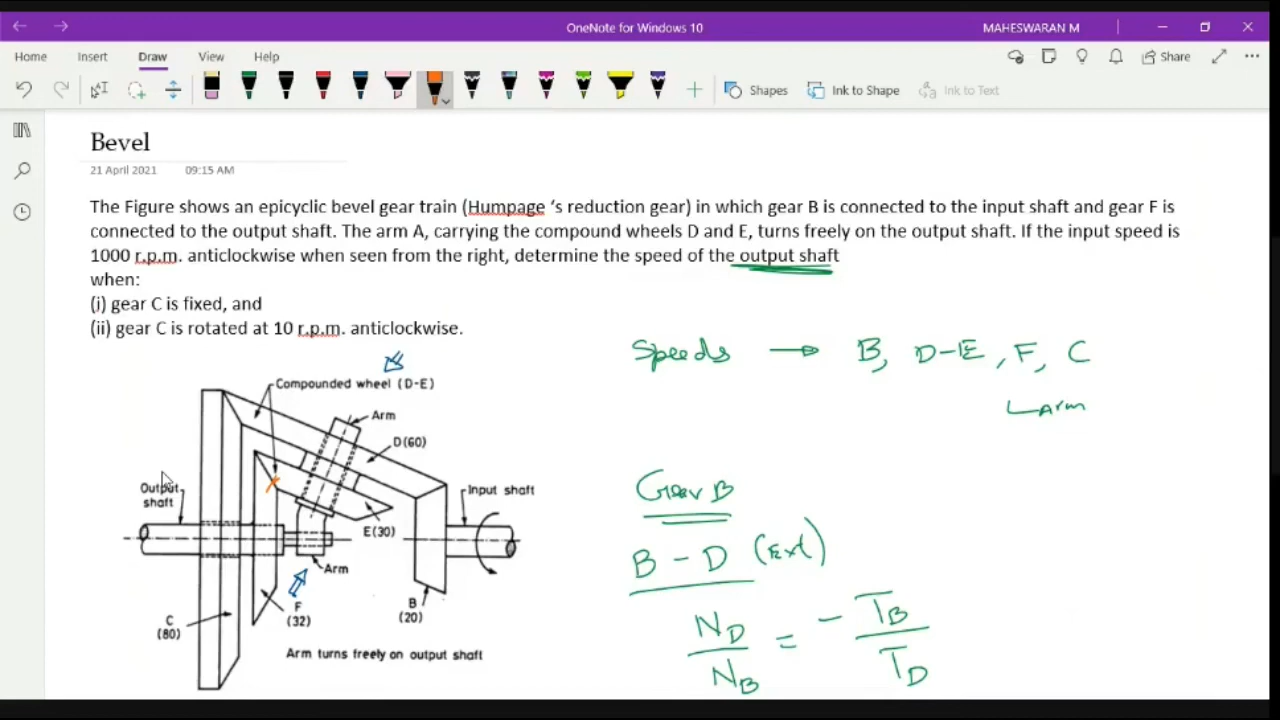 OneNote for Windows 10
MAHESWARAN M
Home Insert Draw View Help
Share
Shapes
Ink to Shape
Ink to Text
Bevel
21 April 2021 09:15 AM
The Figure shows an epicyclic bevel gear train (Humpage 's reduction gear) in which gear B is connected to the input shaft and gear F is
connected to the output shaft. The arm A, carrying the compound wheels D and E, turns freely on the output shaft. If the input speed is
1000 r.p.m. anticlockwise when seen from the right, determine the speed of the output shaft
when:
(i) gear C is fixed, and
(ii) gear C is rotated at 10 r.p.m. anticlockwise.
Speeds → B, D-E, F, C
Arm
Compounded wheel (D-E)
Arm
D(60)
Output
shaft
Input shaft
E(30)
Arm
F
(32)
B
(20)
C
(80)
Arm turns freely on output shaft
Gear B
B - D (Ext)
N_D / N_B = - T_B / T_D